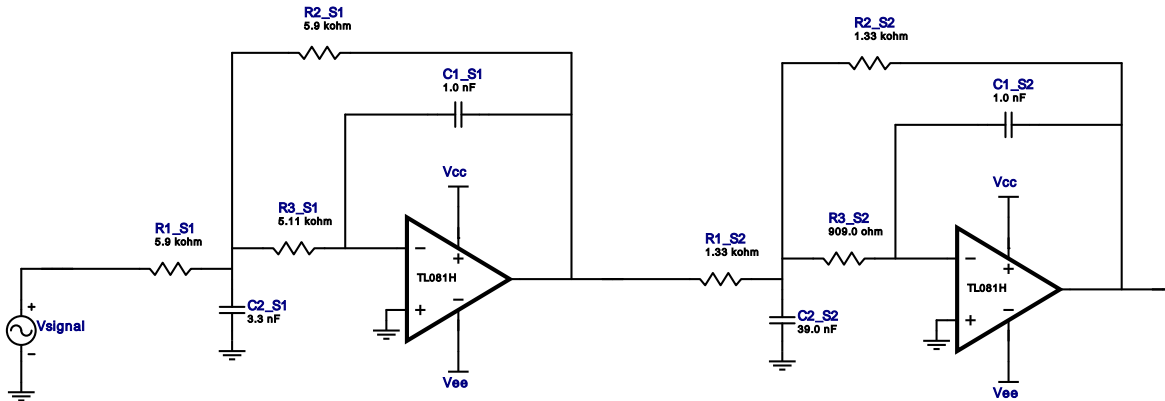 R2_S1
5.9 kohm
C1_S1
1.0 nF
Vcc
R3_S1
5.11 kohm
R1_S1
5.9 kohm
TL081H
C2_S1
3.3 nF
Vsignal
Vee
R2_S2
1.33 kohm
C1_S2
1.0 nF
Vcc
R3_S2
909.0 ohm
R1_S2
1.33 kohm
TL081H
C2_S2
39.0 nF
Vee